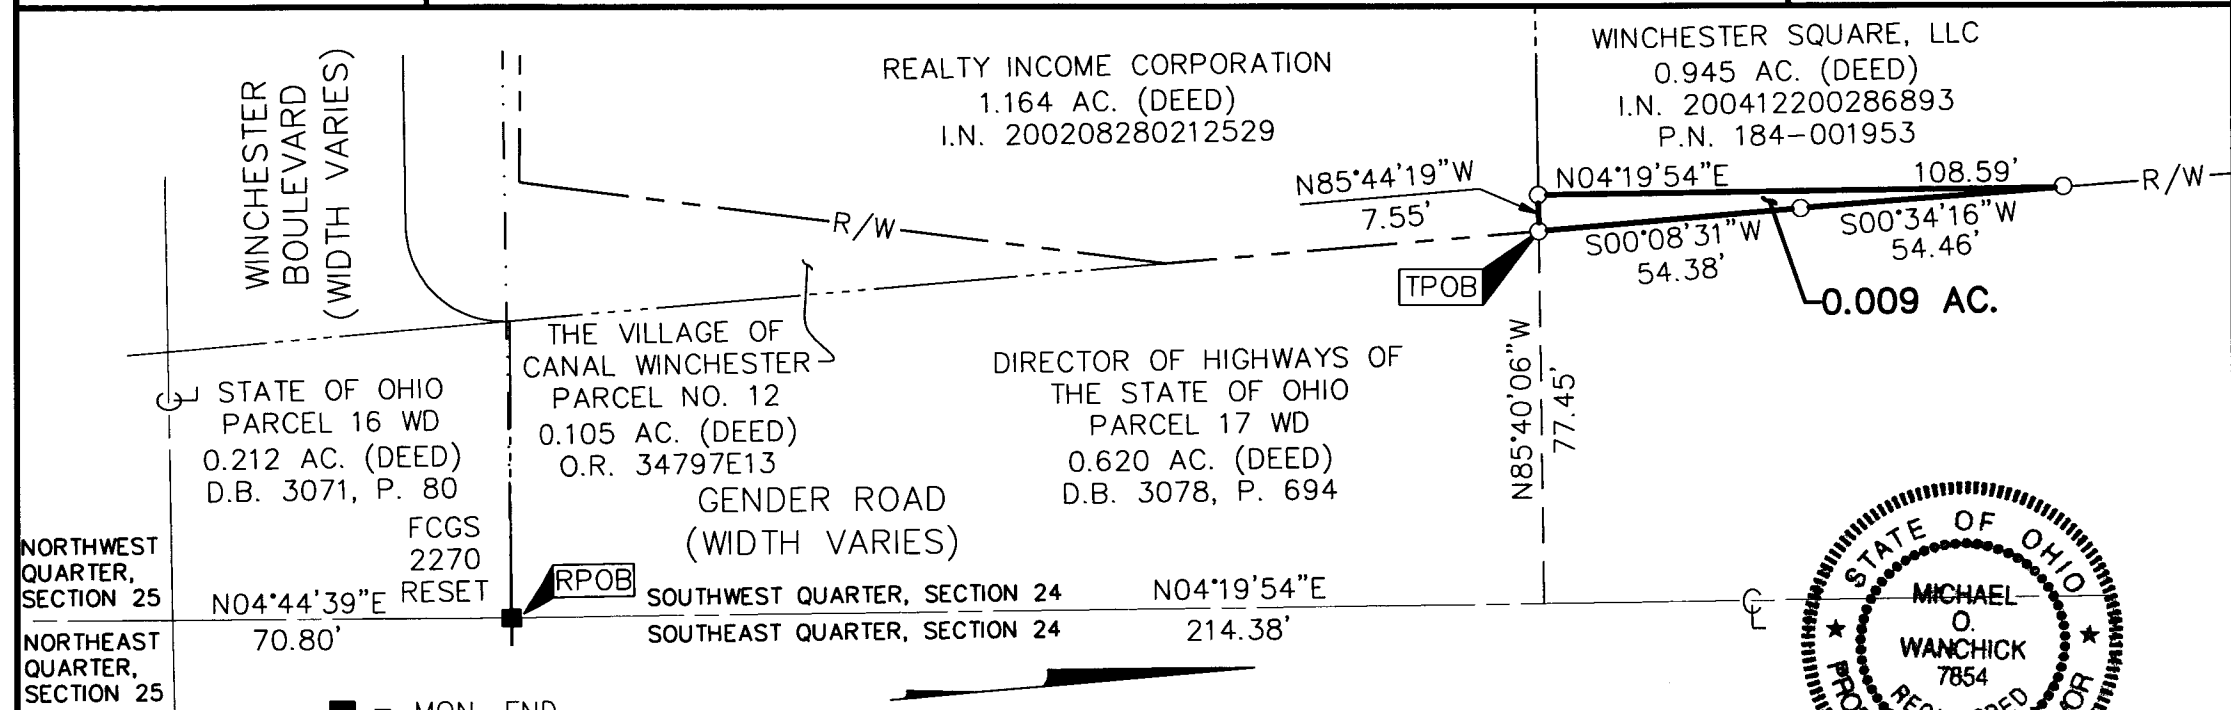 WINCHESTER
BOULEVARD
(WIDTH VARIES)
REALTY INCOME CORPORATION
1.164 AC. (DEED)
I.N. 200208280212529
WINCHESTER SQUARE, LLC
0.945 AC. (DEED)
I.N. 200412200286893
P.N. 184-001953
N85°44'19"W
7.55'
N04°19'54"E 108.59'
R/W
R/W
S00°08'31"W
54.38'
S00°34'16"W
54.46'
TPOB
0.009 AC.
THE VILLAGE OF
CANAL WINCHESTER
PARCEL NO. 12
0.105 AC. (DEED)
O.R. 34797E13
DIRECTOR OF HIGHWAYS OF
THE STATE OF OHIO
PARCEL 17 WD
0.620 AC. (DEED)
D.B. 3078, P. 694
N85°40'06"W
77.45'
STATE OF OHIO
PARCEL 16 WD
0.212 AC. (DEED)
D.B. 3071, P. 80
GENDER ROAD
(WIDTH VARIES)
FCGS
2270
RESET
NORTHWEST
QUARTER,
SECTION 25
N04°44'39"E
70.80'
RPOB
SOUTHWEST QUARTER, SECTION 24
SOUTHEAST QUARTER, SECTION 24
N04°19'54"E
214.38'
NORTHEAST
QUARTER,
SECTION 25
STATE OF OHIO
MICHAEL
O.
WANCHICK
7854
= MON. FND.